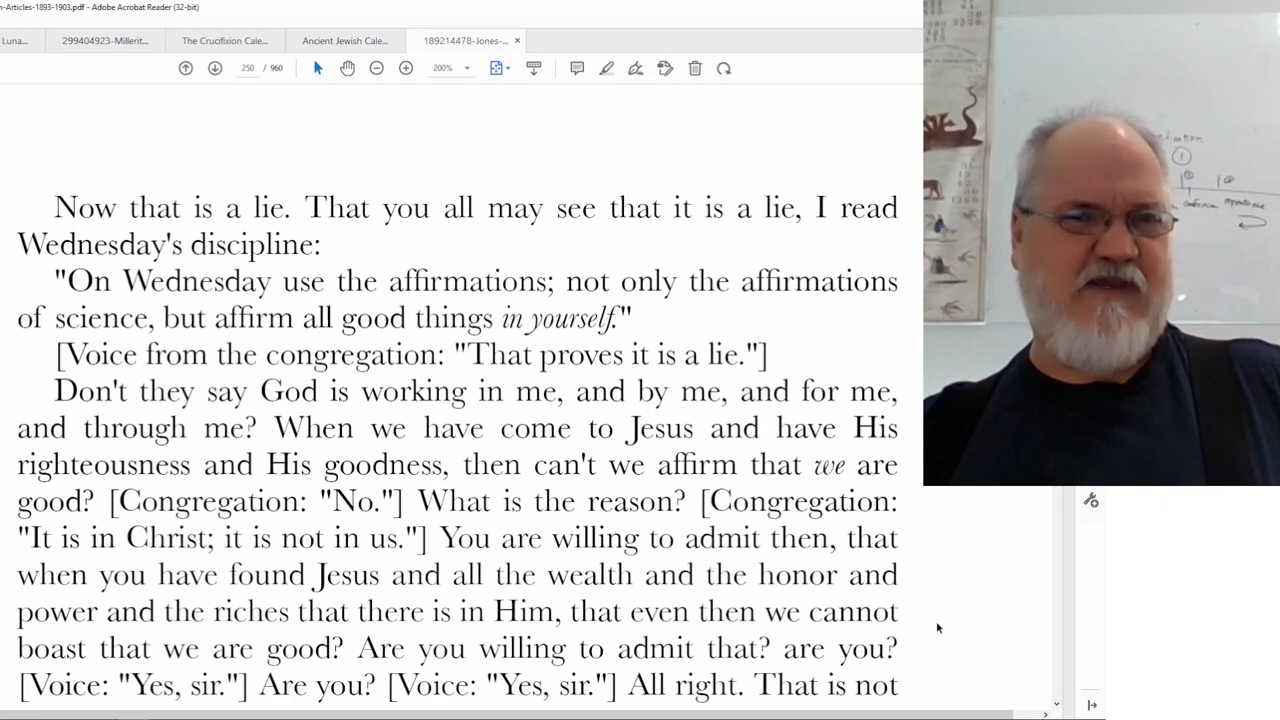 n-Articles-1893-1903.pdf - Adobe Acrobat Reader (32-bit)
Luna... 299404923-Millerit... The Crucifixion Cale... Ancient Jewish Cale... 189214478-Jones-... ×
250 / 960 200%
Now that is a lie. That you all may see that it is a lie, I read
Wednesday's discipline:
"On Wednesday use the affirmations; not only the affirmations
of science, but affirm all good things in yourself."
[Voice from the congregation: "That proves it is a lie."]
Don't they say God is working in me, and by me, and for me,
and through me? When we have come to Jesus and have His
righteousness and His goodness, then can't we affirm that we are
good? [Congregation: "No."] What is the reason? [Congregation:
"It is in Christ; it is not in us."] You are willing to admit then, that
when you have found Jesus and all the wealth and the honor and
power and the riches that there is in Him, that even then we cannot
boast that we are good? Are you willing to admit that? are you?
[Voice: "Yes, sir."] Are you? [Voice: "Yes, sir."] All right. That is not